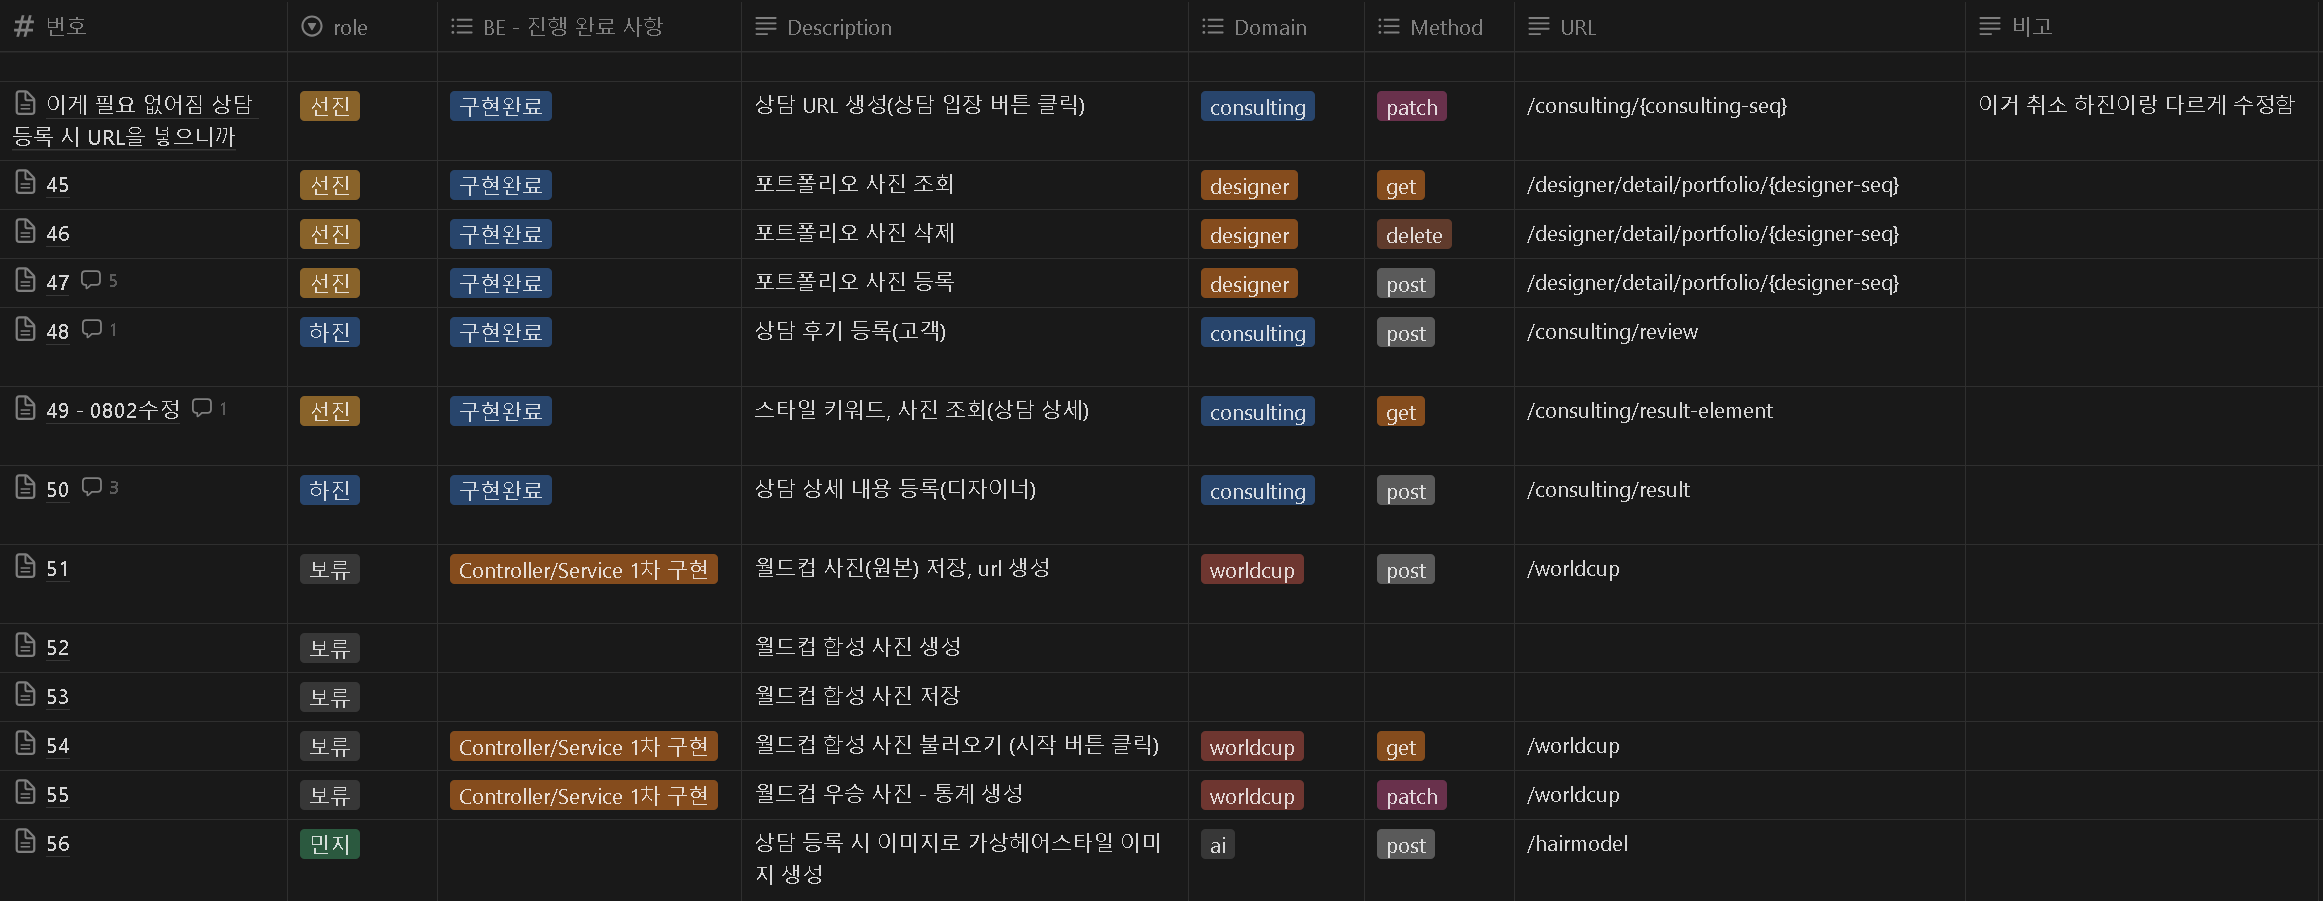 번호 role BE - 진행 완료 사항 Description Domain Method URL 비고
이게 필요 없어짐 상담 선진 구현완료 상담 URL 생성(상담 입장 버튼 클릭) consulting patch /consulting/{consulting-seq} 이거 취소 하진이랑 다르게 수정함
등록 시 URL을 넣으니까
45 선진 구현완료 포트폴리오 사진 조회 designer get /designer/detail/portfolio/{designer-seq}
46 선진 구현완료 포트폴리오 사진 삭제 designer delete /designer/detail/portfolio/{designer-seq}
47 5 선진 구현완료 포트폴리오 사진 등록 designer post /designer/detail/portfolio/{designer-seq}
48 1 하진 구현완료 상담 후기 등록(고객) consulting post /consulting/review
49 - 0802수정 1 선진 구현완료 스타일 키워드, 사진 조회(상담 상세) consulting get /consulting/result-element
50 3 하진 구현완료 상담 상세 내용 등록(디자이너) consulting post /consulting/result
51 보류 Controller/Service 1차 구현 월드컵 사진(원본) 저장, url 생성 worldcup post /worldcup
52 보류 월드컵 합성 사진 생성
53 보류 월드컵 합성 사진 저장
54 보류 Controller/Service 1차 구현 월드컵 합성 사진 불러오기 (시작 버튼 클릭) worldcup get /worldcup
55 보류 Controller/Service 1차 구현 월드컵 우승 사진 - 통계 생성 worldcup patch /worldcup
56 민지 상담 등록 시 이미지로 가상헤어스타일 이미 ai post /hairmodel
지 생성